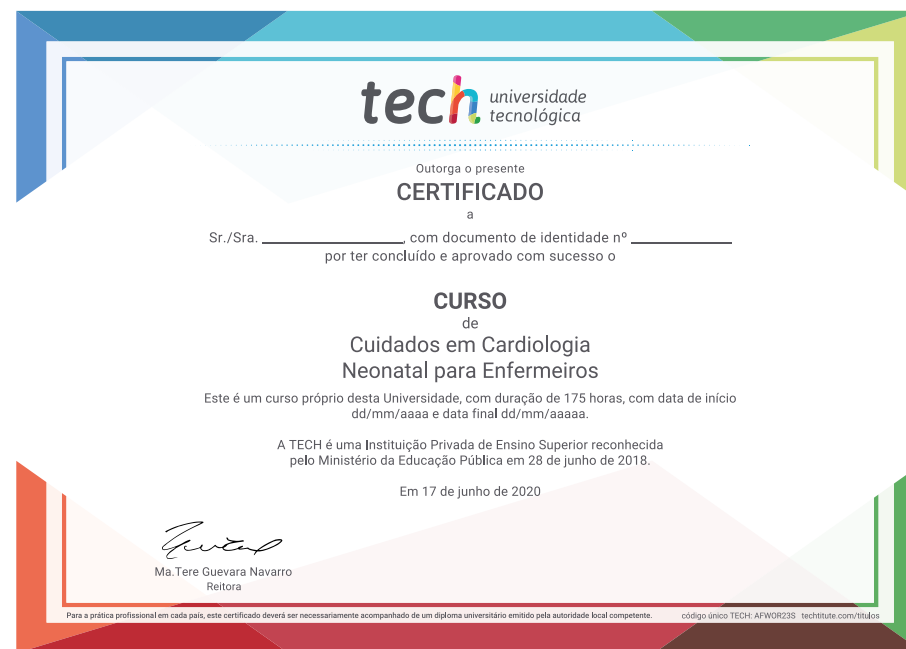 tech universidade
tecnológica
Outorga o presente
CERTIFICADO
a
Sr./Sra. ____________________, com documento de identidade nº ______________
por ter concluído e aprovado com sucesso o
CURSO
de
Cuidados em Cardiologia
Neonatal para Enfermeiros
Este é um curso próprio desta Universidade, com duração de 175 horas, com data de início
dd/mm/aaaa e data final dd/mm/aaaaa.
A TECH é uma Instituição Privada de Ensino Superior reconhecida
pelo Ministério da Educação Pública em 28 de junho de 2018.
Em 17 de junho de 2020
Ma.Tere Guevara Navarro
Reitora
Para a prática profissional em cada país, este certificado deverá ser necessariamente acompanhado de um diploma universitário emitido pela autoridade local competente. código único TECH: AFWOR23S techtitute.com/titulos